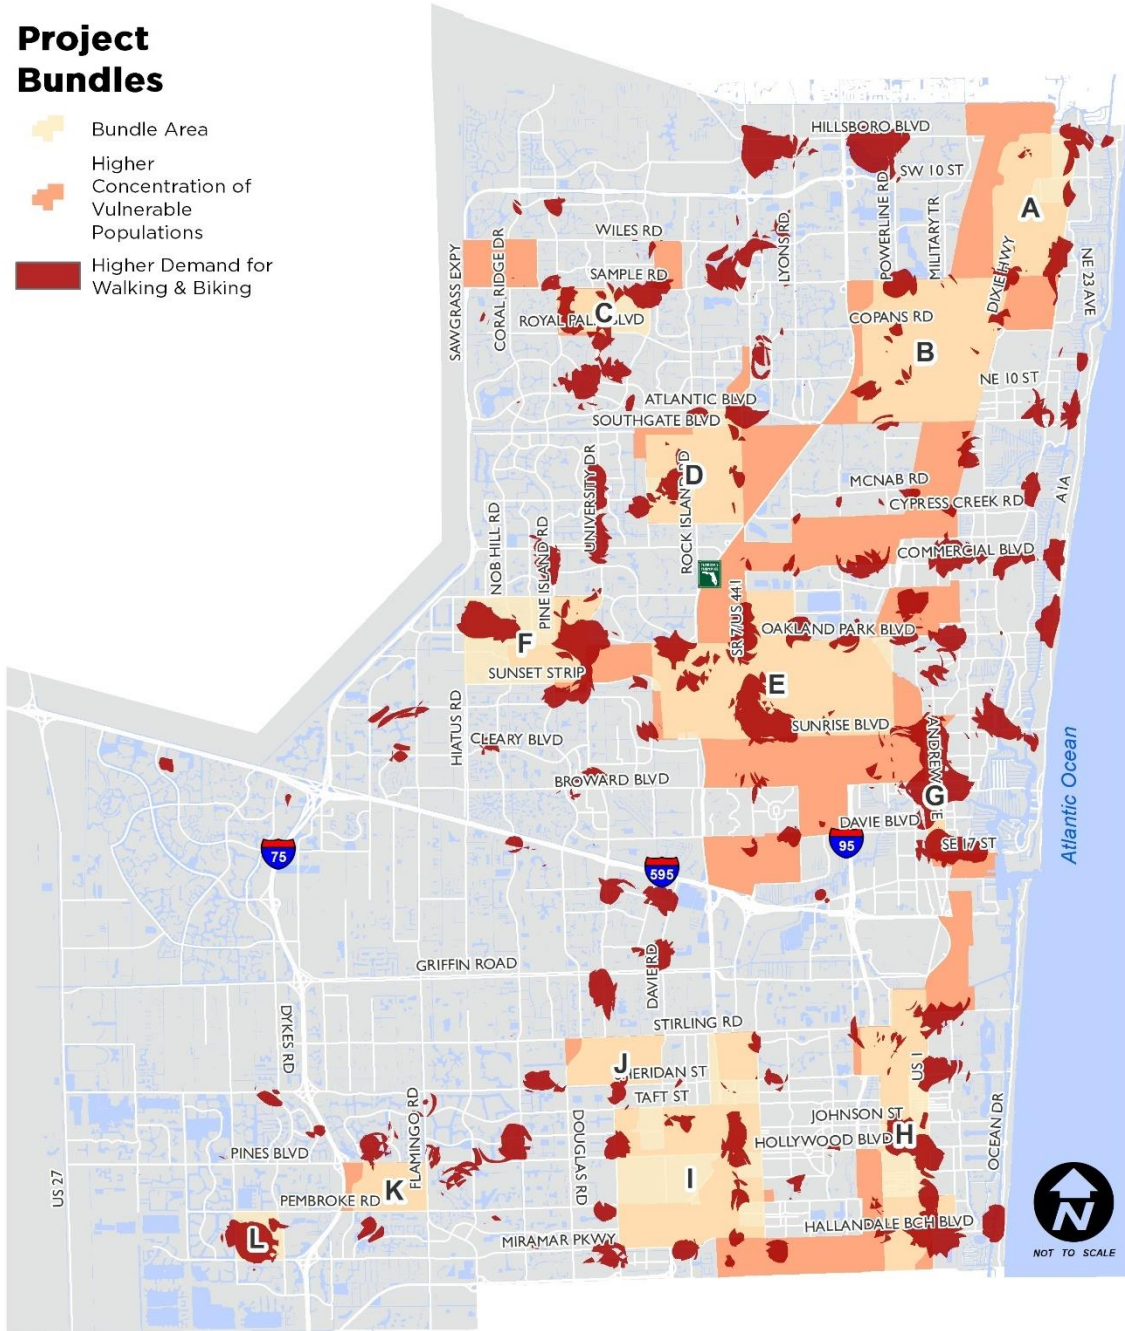 Project
Bundles
Bundle Area
Higher
Concentration of
Vulnerable
Populations
Higher Demand for
Walking & Biking
HILLSBORO BLVD
SW 10 ST
POWERLINE RD
MILITARY TR
A
WILES RD
LYONS RD
SAWGRASS EXPY
CORAL RIDGE DR
SAMPLE RD
DIXIE HWY
NE 23 AVE
C
ROYAL PALM BLVD
COPANS RD
B
NE 10 ST
ATLANTIC BLVD
SOUTHGATE BLVD
UNIVERSITY DR
D
ROCK ISLAND RD
MCNAB RD
CYPRESS CREEK RD
A1A
NOB HILL RD
PINE ISLAND RD
COMMERCIAL BLVD
SR 7/US 441
OAKLAND PARK BLVD
F
SUNSET STRIP
E
HIATUS RD
SUNRISE BLVD
CLEARY BLVD
BROWARD BLVD
G
DAVIE BLVD
SE 17 ST
Atlantic Ocean
75
95
595
DAVIE RD
GRIFFIN ROAD
DYKES RD
STIRLING RD
J
SHERIDAN ST
US 1
TAFT ST
FLAMINGO RD
DOUGLAS RD
JOHNSON ST
HOLLYWOOD BLVD
H
OCEAN DR
PINES BLVD
US 27
K
I
PEMBROKE RD
L
MIRAMAR PKWY
HALLANDALE BCH BLVD
N
NOT TO SCALE